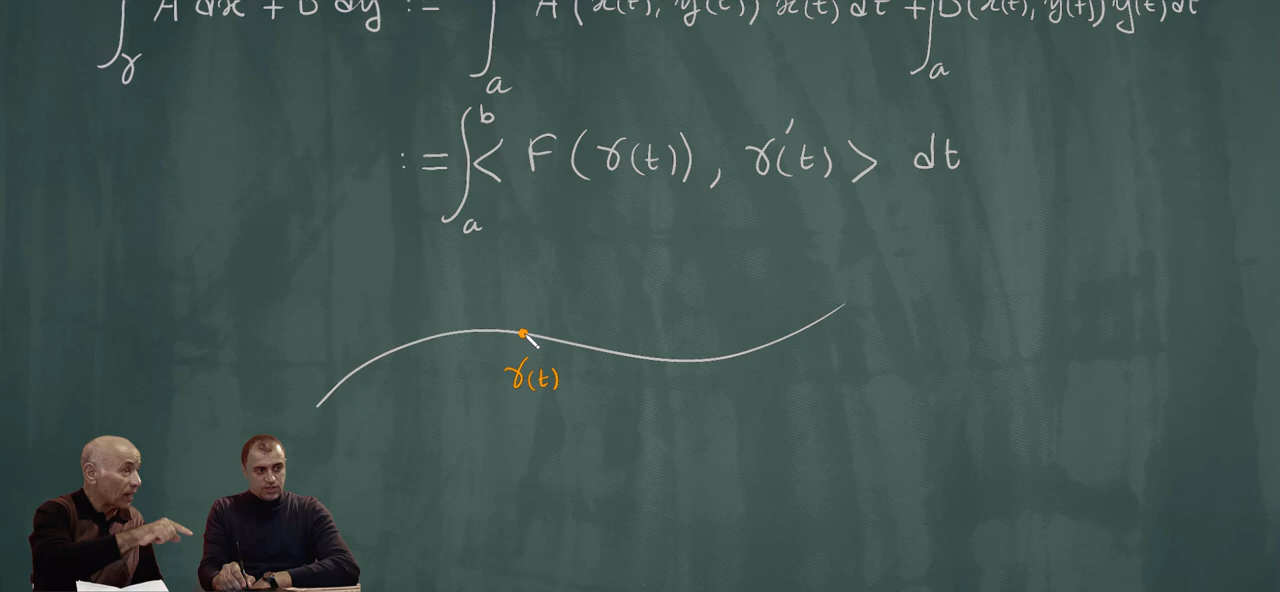 ∫_γ A dx + B dy := ∫_a A(x(t), y(t)) x(t) dt + ∫_a B(x(t), y(t)) y(t) dt
:= ∫_a^b < F(γ(t)), γ'(t) > dt
γ(t)